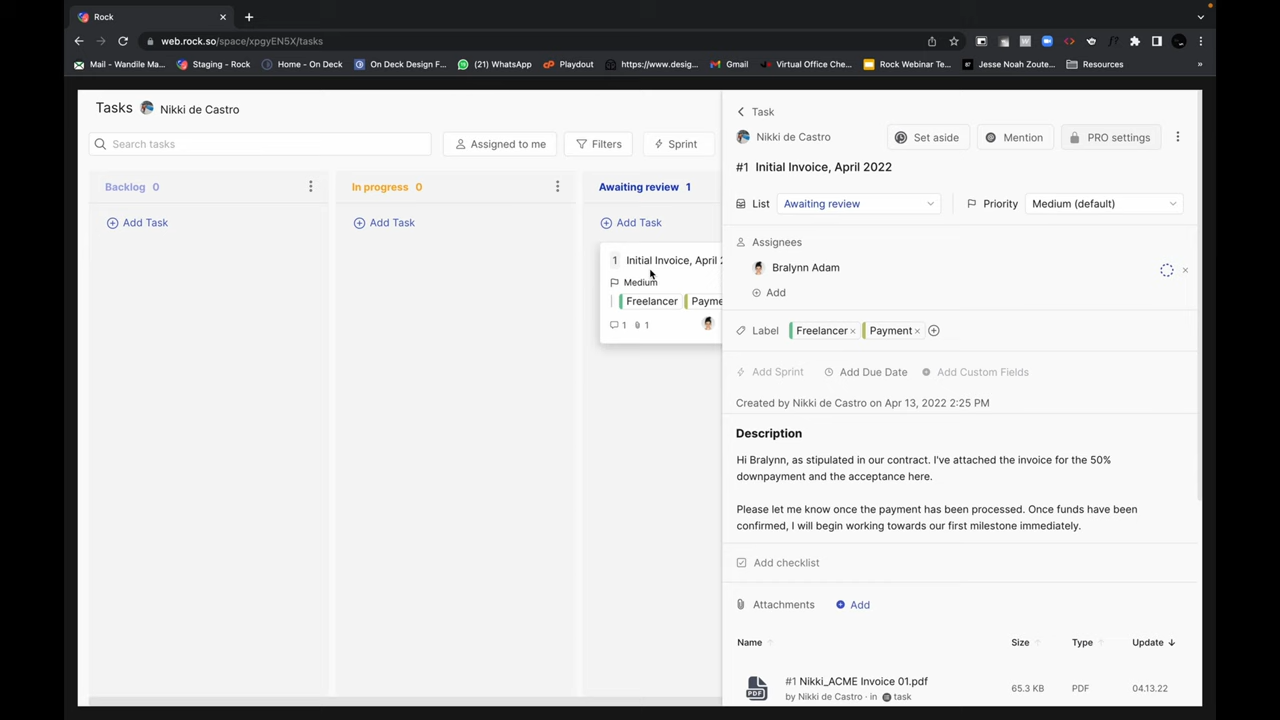 Rock
web.rock.so/space/xpgyEN5X/tasks
Mail - Wandile Ma... Staging - Rock Home - On Deck On Deck Design F... (21) WhatsApp Playdout https://www.desig... Gmail Virtual Office Che... Rock Webinar Te... Jesse Noah Zoute... Resources »
Tasks Nikki de Castro
Search tasks Assigned to me Filters Sprint
Backlog 0 In progress 0 Awaiting review 1
Add Task Add Task Add Task
1 Initial Invoice, April 2
Medium
Freelancer Payme
1 1
Task
Nikki de Castro Set aside Mention PRO settings
#1 Initial Invoice, April 2022
List Awaiting review Priority Medium (default)
Assignees
Bralynn Adam
Add
Label Freelancer Payment
Add Sprint Add Due Date Add Custom Fields
Created by Nikki de Castro on Apr 13, 2022 2:25 PM
Description
Hi Bralynn, as stipulated in our contract. I've attached the invoice for the 50%
downpayment and the acceptance here.
Please let me know once the payment has been processed. Once funds have been
confirmed, I will begin working towards our first milestone immediately.
Add checklist
Attachments Add
Name Size Type Update
#1 Nikki_ACME Invoice 01.pdf
PDF by Nikki de Castro · in task 65.3 KB PDF 04.13.22